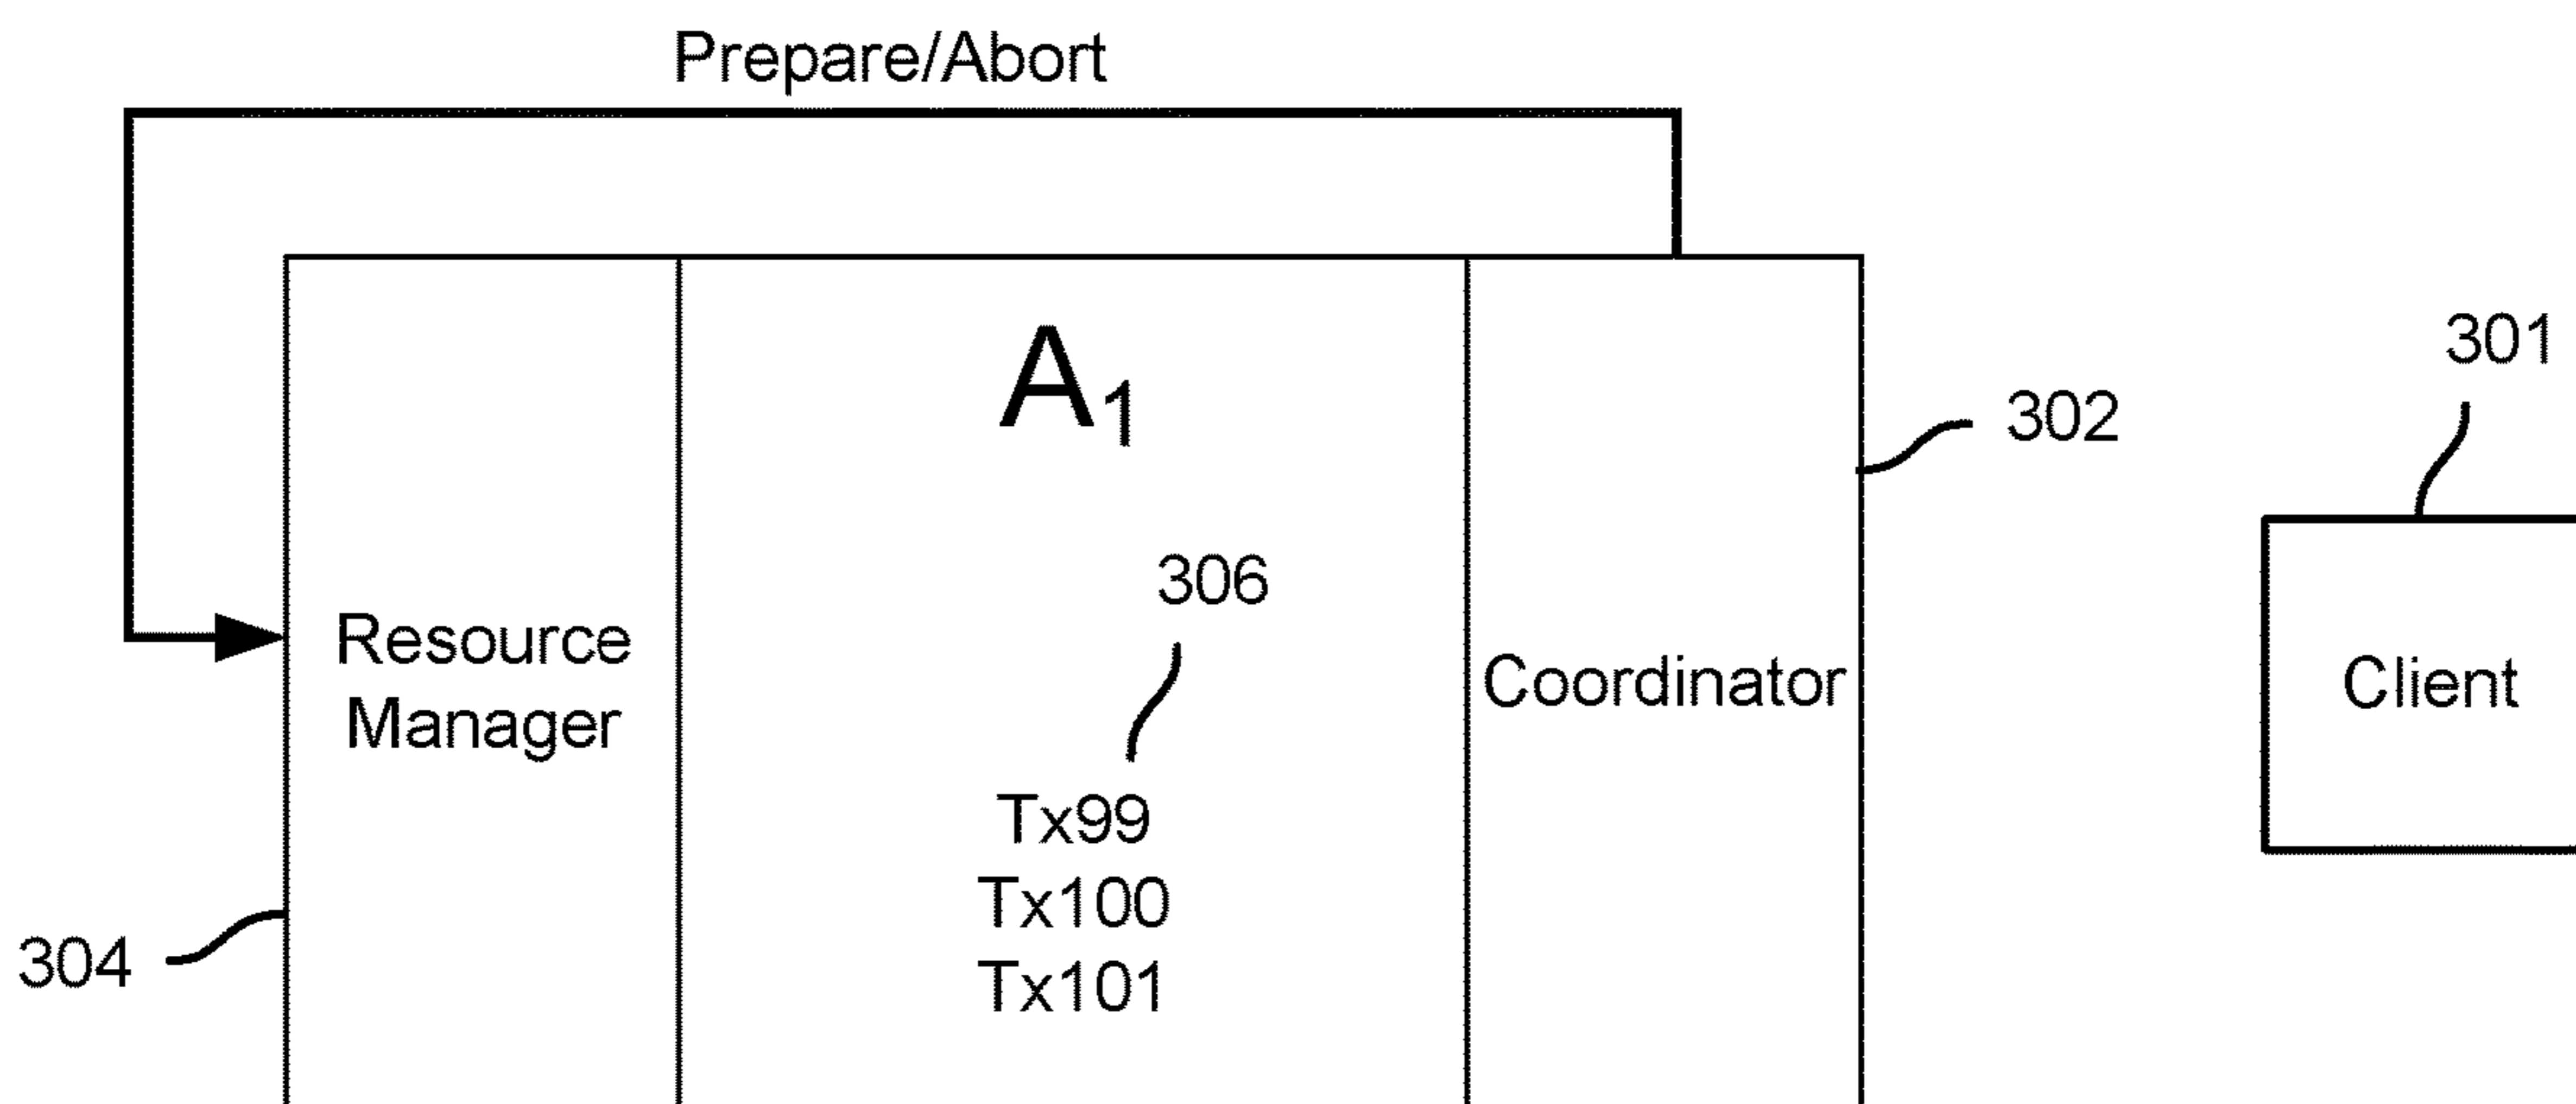 Prepare/Abort
A1
301
302
306
Resource
Manager
Coordinator
Client
Tx99
Tx100
Tx101
304